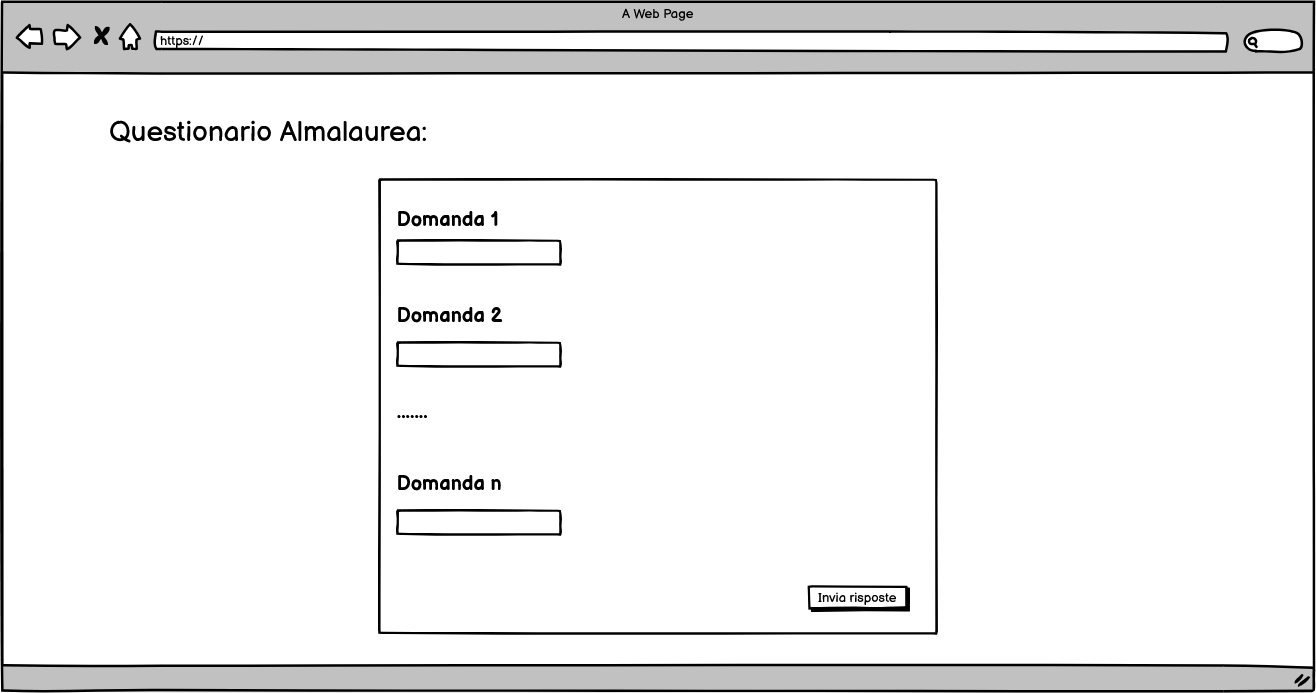 A Web Page
https://
Questionario Almalaurea:
Domanda 1
Domanda 2
.......
Domanda n
Invia risposte